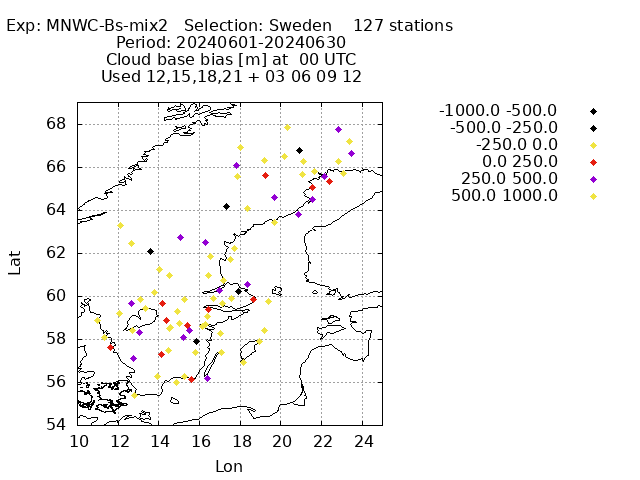 Exp: MNWC-Bs-mix2 Selection: Sweden 127 stations
Period: 20240601-20240630
Cloud base bias [m] at 00 UTC
Used 12,15,18,21 + 03 06 09 12
-1000.0 -500.0
-500.0 -250.0
-250.0 0.0
0.0 250.0
250.0 500.0
500.0 1000.0
68
66
64
62
60
58
56
54
Lat
10 12 14 16 18 20 22 24
Lon